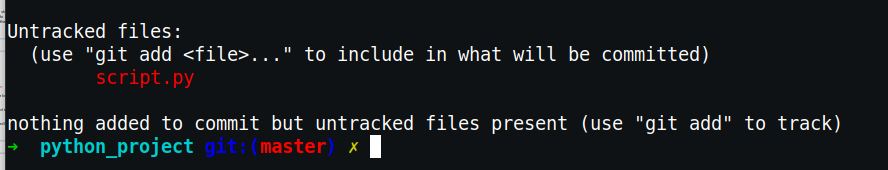 Untracked files:
(use "git add <file>..." to include in what will be committed)
script.py
nothing added to commit but untracked files present (use "git add" to track)
➜ python_project git:(master) ✗